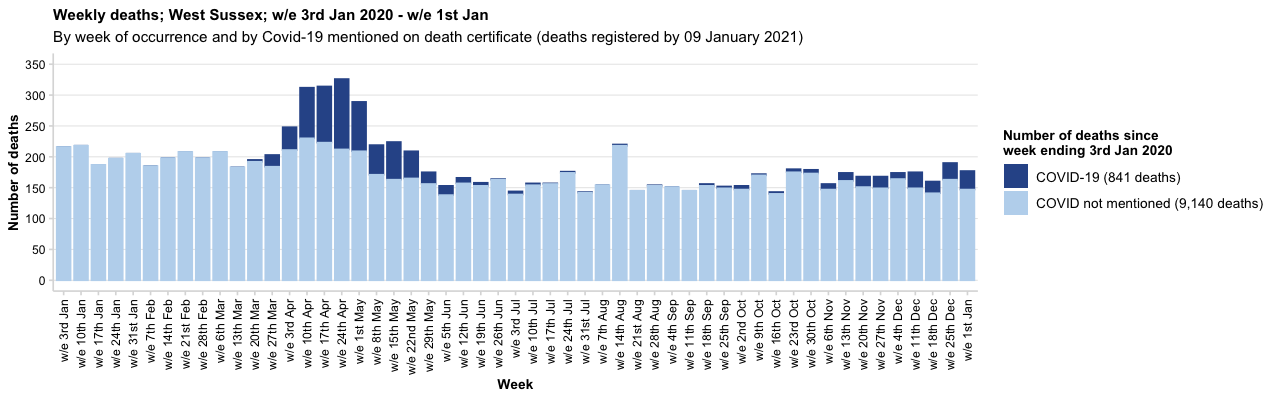 Weekly deaths; West Sussex; w/e 3rd Jan 2020 - w/e 1st Jan
By week of occurrence and by Covid-19 mentioned on death certificate (deaths registered by 09 January 2021)
Number of deaths
350
300
250
200
150
100
50
0
w/e 3rd Jan
w/e 10th Jan
w/e 17th Jan
w/e 24th Jan
w/e 31st Jan
w/e 7th Feb
w/e 14th Feb
w/e 21st Feb
w/e 28th Feb
w/e 6th Mar
w/e 13th Mar
w/e 20th Mar
w/e 27th Mar
w/e 3rd Apr
w/e 10th Apr
w/e 17th Apr
w/e 24th Apr
w/e 1st May
w/e 8th May
w/e 15th May
w/e 22nd May
w/e 29th May
w/e 5th Jun
w/e 12th Jun
w/e 19th Jun
w/e 26th Jun
w/e 3rd Jul
w/e 10th Jul
w/e 17th Jul
w/e 24th Jul
w/e 31st Jul
w/e 7th Aug
w/e 14th Aug
w/e 21st Aug
w/e 28th Aug
w/e 4th Sep
w/e 11th Sep
w/e 18th Sep
w/e 25th Sep
w/e 2nd Oct
w/e 9th Oct
w/e 16th Oct
w/e 23rd Oct
w/e 30th Oct
w/e 6th Nov
w/e 13th Nov
w/e 20th Nov
w/e 27th Nov
w/e 4th Dec
w/e 11th Dec
w/e 18th Dec
w/e 25th Dec
w/e 1st Jan
Week
Number of deaths since
week ending 3rd Jan 2020
COVID-19 (841 deaths)
COVID not mentioned (9,140 deaths)